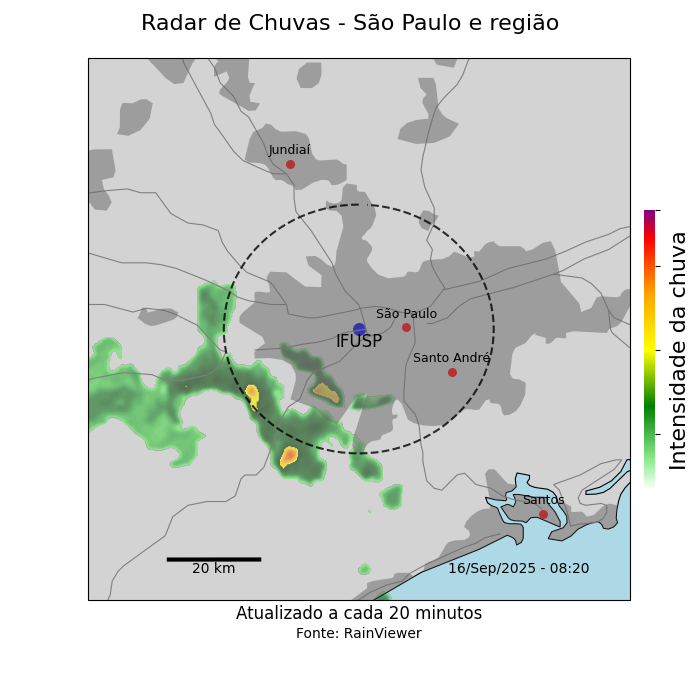 Radar de Chuvas - São Paulo e região
Jundiaí
São Paulo
IFUSP
Santo André
Intensidade da chuva
Santos
20 km
16/Sep/2025 - 08:20
Atualizado a cada 20 minutos
Fonte: RainViewer